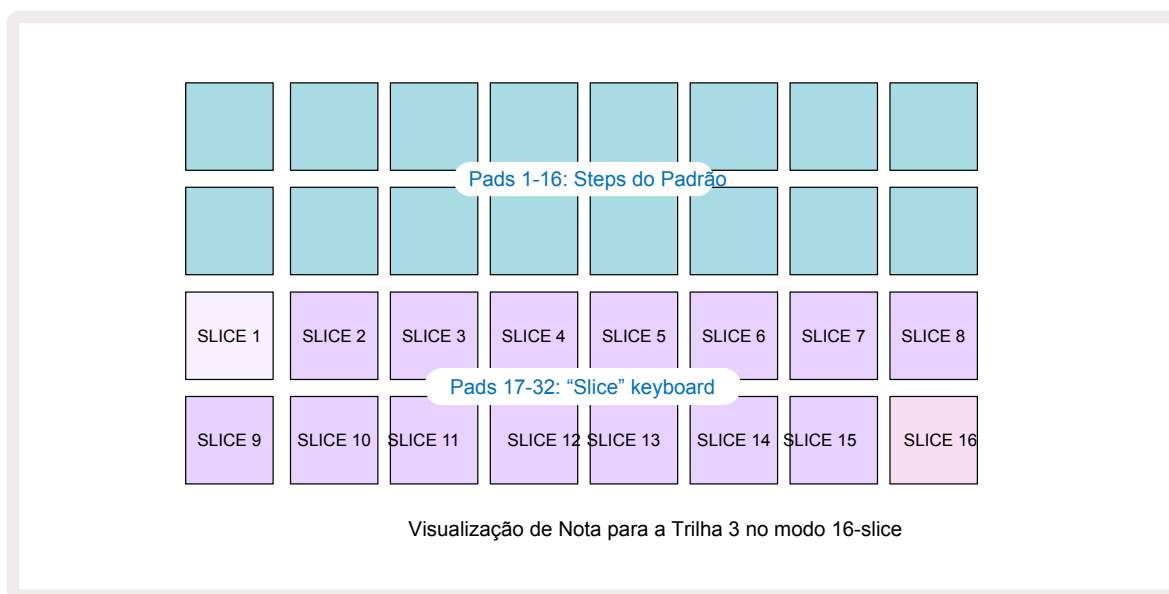 Pads 1-16: Steps do Padrão
SLICE 1
SLICE 2
SLICE 3
SLICE 4
SLICE 5
SLICE 6
SLICE 7
SLICE 8
Pads 17-32: “Slice” keyboard
SLICE 9
SLICE 10
SLICE 11
SLICE 12
SLICE 13
SLICE 14
SLICE 15
SLICE 16
Visualização de Nota para a Trilha 3 no modo 16-slice